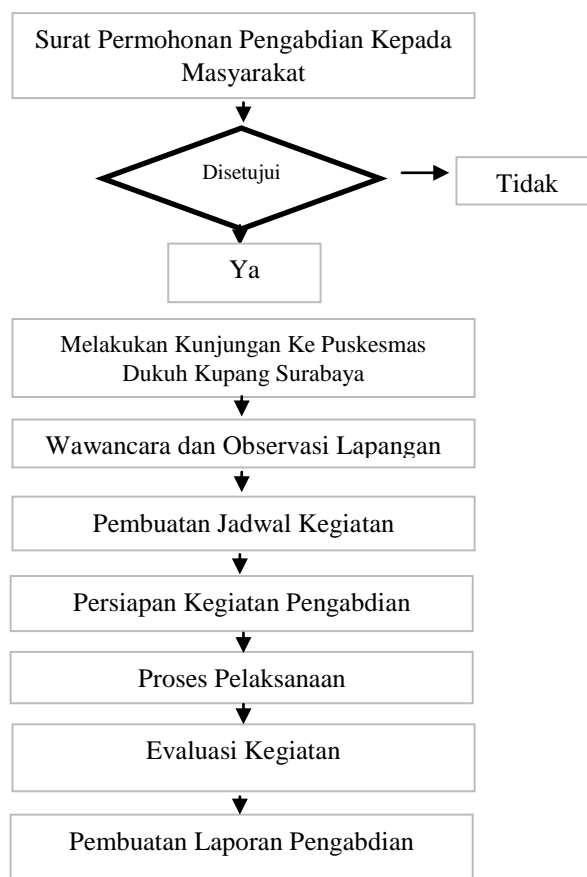 Surat Permohonan Pengabdian Kepada
Masyarakat
Disetujui
Tidak
Ya
Melakukan Kunjungan Ke Puskesmas
Dukuh Kupang Surabaya
Wawancara dan Observasi Lapangan
Pembuatan Jadwal Kegiatan
Persiapan Kegiatan Pengabdian
Proses Pelaksanaan
Evaluasi Kegiatan
Pembuatan Laporan Pengabdian